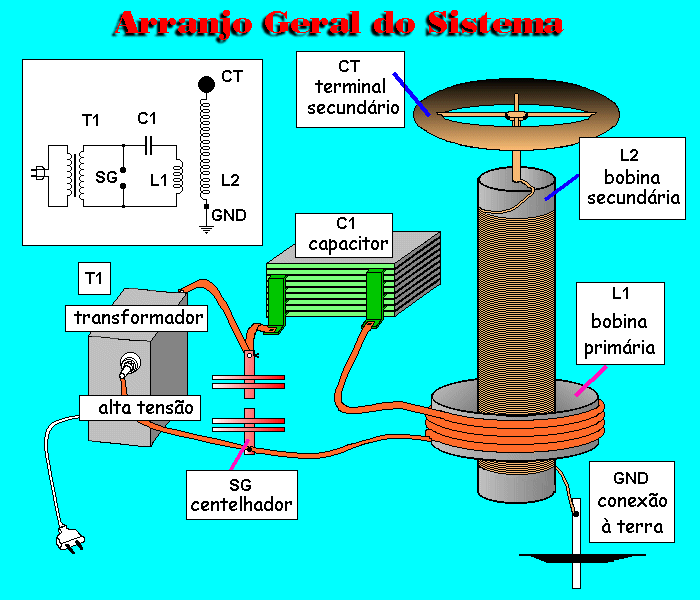 Arranjo Geral do Sistema
CT
T1
C1
SG
L1
L2
GND
CT
terminal
secundário
L2
bobina
secundária
C1
capacitor
T1
transformador
alta tensão
L1
bobina
primária
SG
centelhador
GND
conexão
à terra